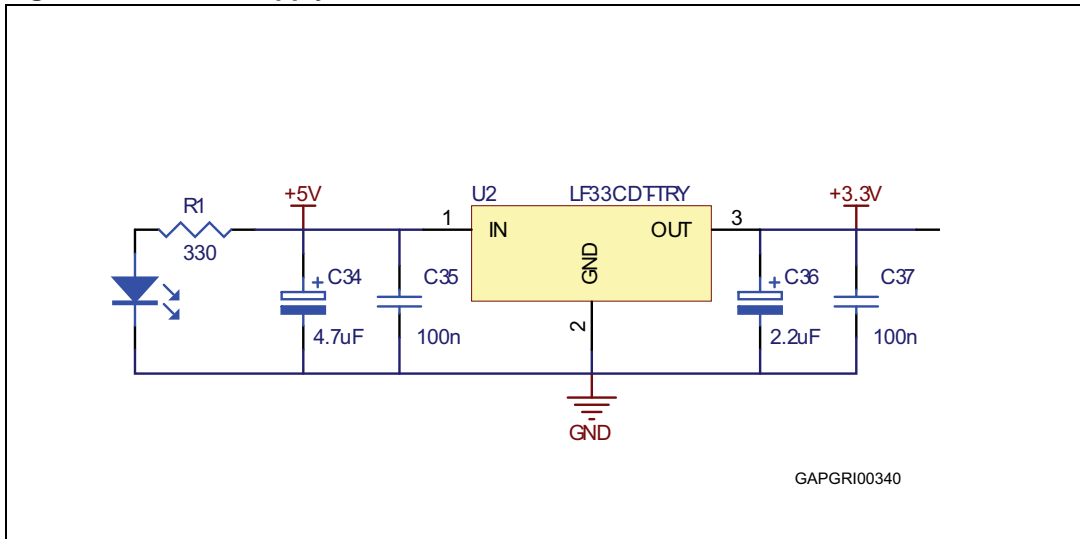 +5V
U2
LF33CDT-TRY
+3.3V
R1
330
1
IN
OUT
3
GND
2
C34
4.7uF
C35
100n
C36
2.2uF
C37
100n
GND
GAPGRI00340